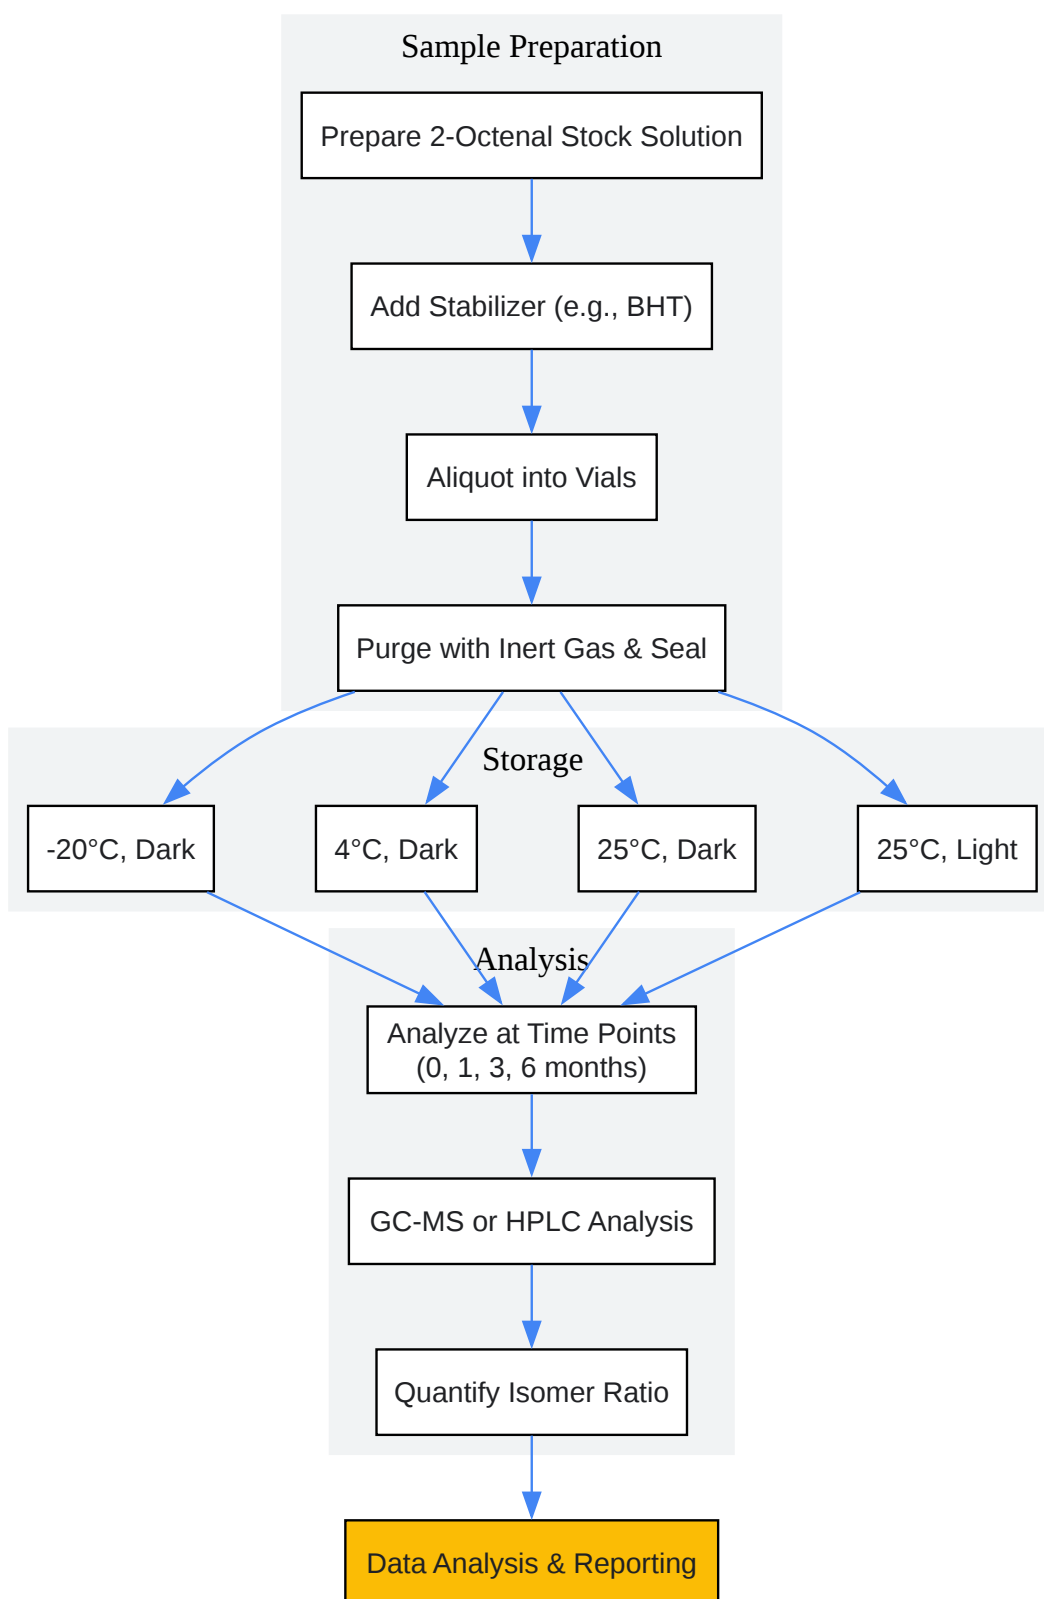 Sample Preparation
Prepare 2-Octenal Stock Solution
Add Stabilizer (e.g., BHT)
Aliquot into Vials
Purge with Inert Gas & Seal
Storage
-20°C, Dark
4°C, Dark
25°C, Dark
25°C, Light
Analysis
Analyze at Time Points
(0, 1, 3, 6 months)
GC-MS or HPLC Analysis
Quantify Isomer Ratio
Data Analysis & Reporting